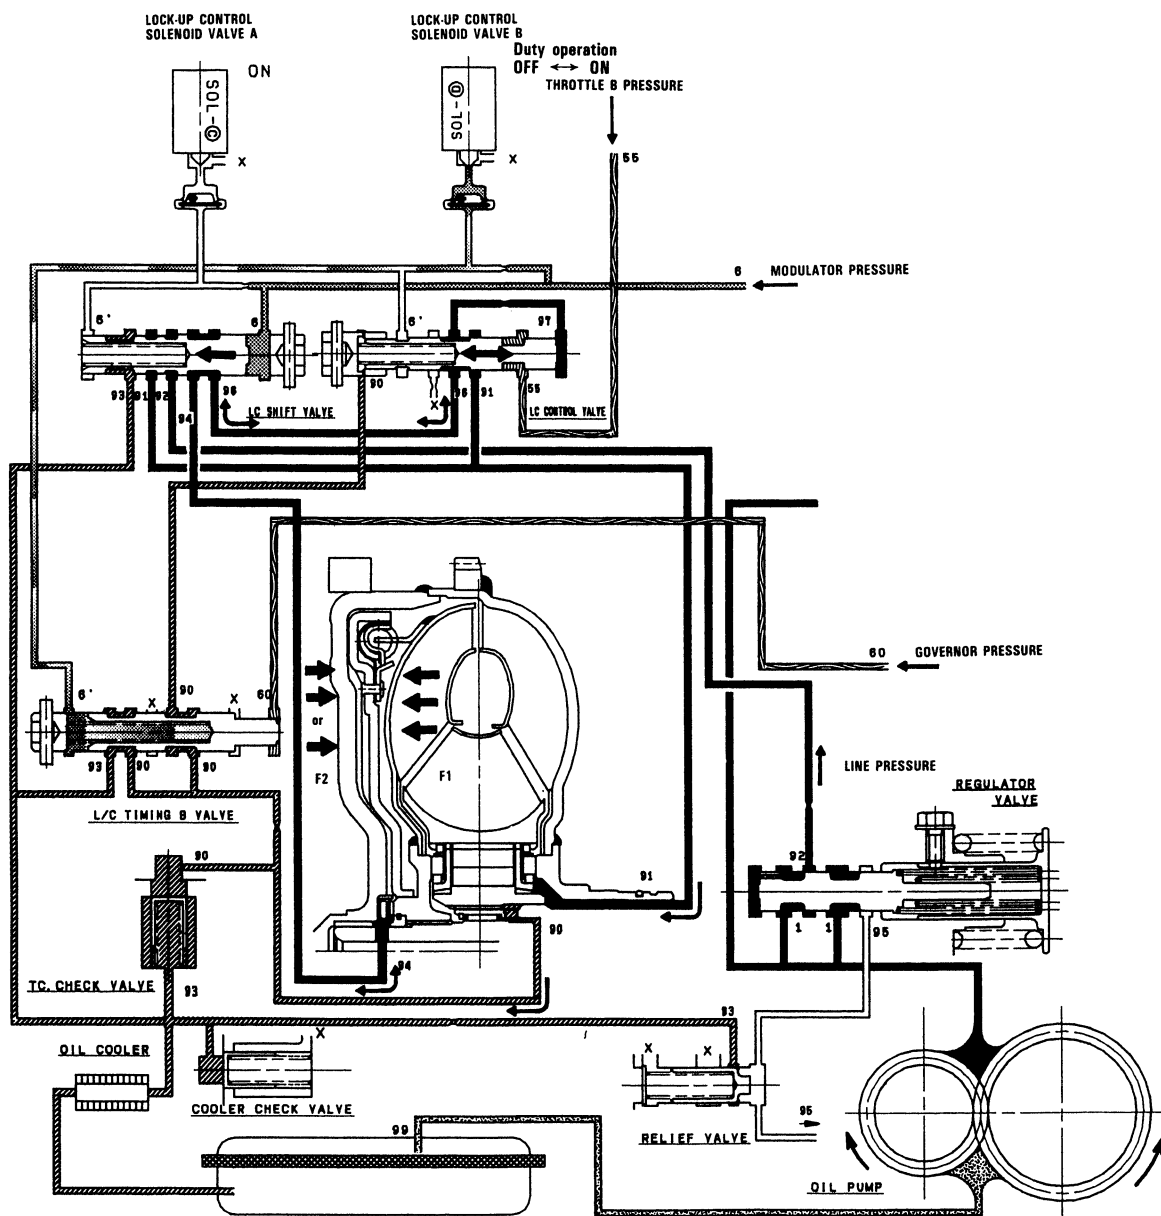 LOCK-UP CONTROL
SOLENOID VALVE A
LOCK-UP CONTROL
SOLENOID VALVE B
Duty operation
OFF ↔ ON
THROTTLE B PRESSURE
ON
SOL-C
SOL-D
X
X
55
6
MODULATOR PRESSURE
6'
6
6'
97
93
91
92
94
96
LC SHIFT VALVE
90
X
96
91
55
LC CONTROL VALVE
60
GOVERNOR PRESSURE
6'
90
X
X
60
93
90
90
L/C TIMING B VALVE
or
F2
F1
LINE PRESSURE
REGULATOR
VALVE
92
1
1
95
90
91
90
94
TC. CHECK VALVE
93
93
OIL COOLER
X
COOLER CHECK VALVE
X
X
RELIEF VALVE
95
99
OIL PUMP